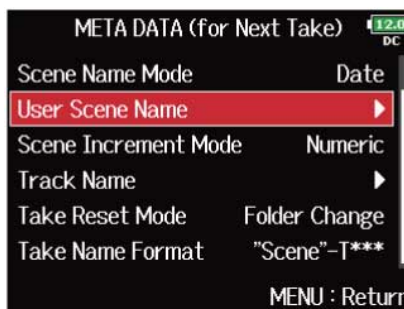 META DATA (for Next Take) 12.0
DC
Scene Name Mode Date
User Scene Name
Scene Increment Mode Numeric
Track Name
Take Reset Mode Folder Change
Take Name Format "Scene"-T***
MENU : Return